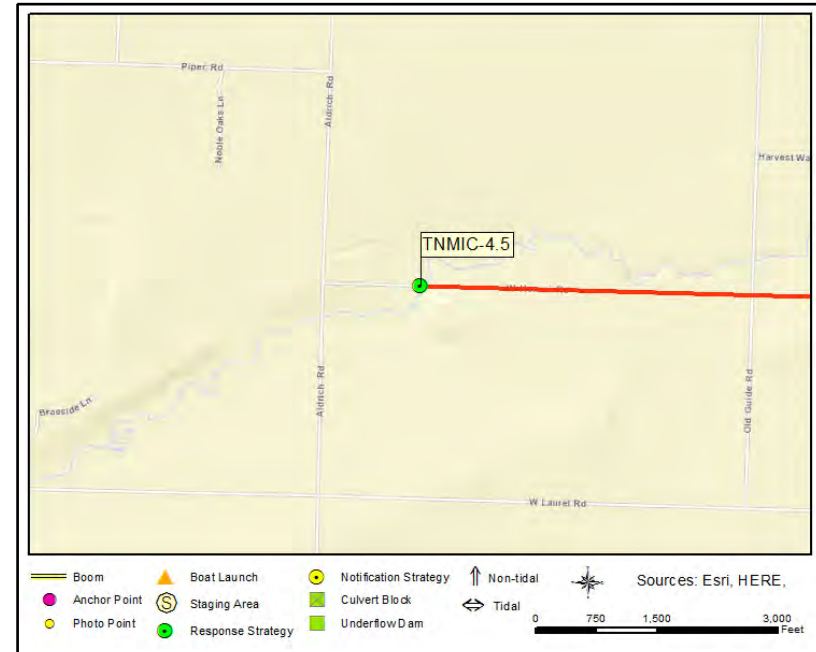 Piper Rd
Noble Oaks Ln
Aldrich Rd
Harvest Wa
TNMIC-4.5
Aldrich Rd
Old Guide Rd
Braeside Ln
W Laurel Rd
Boom
Boat Launch
Notification Strategy
Non-tidal
Sources: Esri, HERE,
Anchor Point
Staging Area
S
Culvert Block
Tidal
Photo Point
Response Strategy
Underflow Dam
0 750 1,500 3,000
Feet